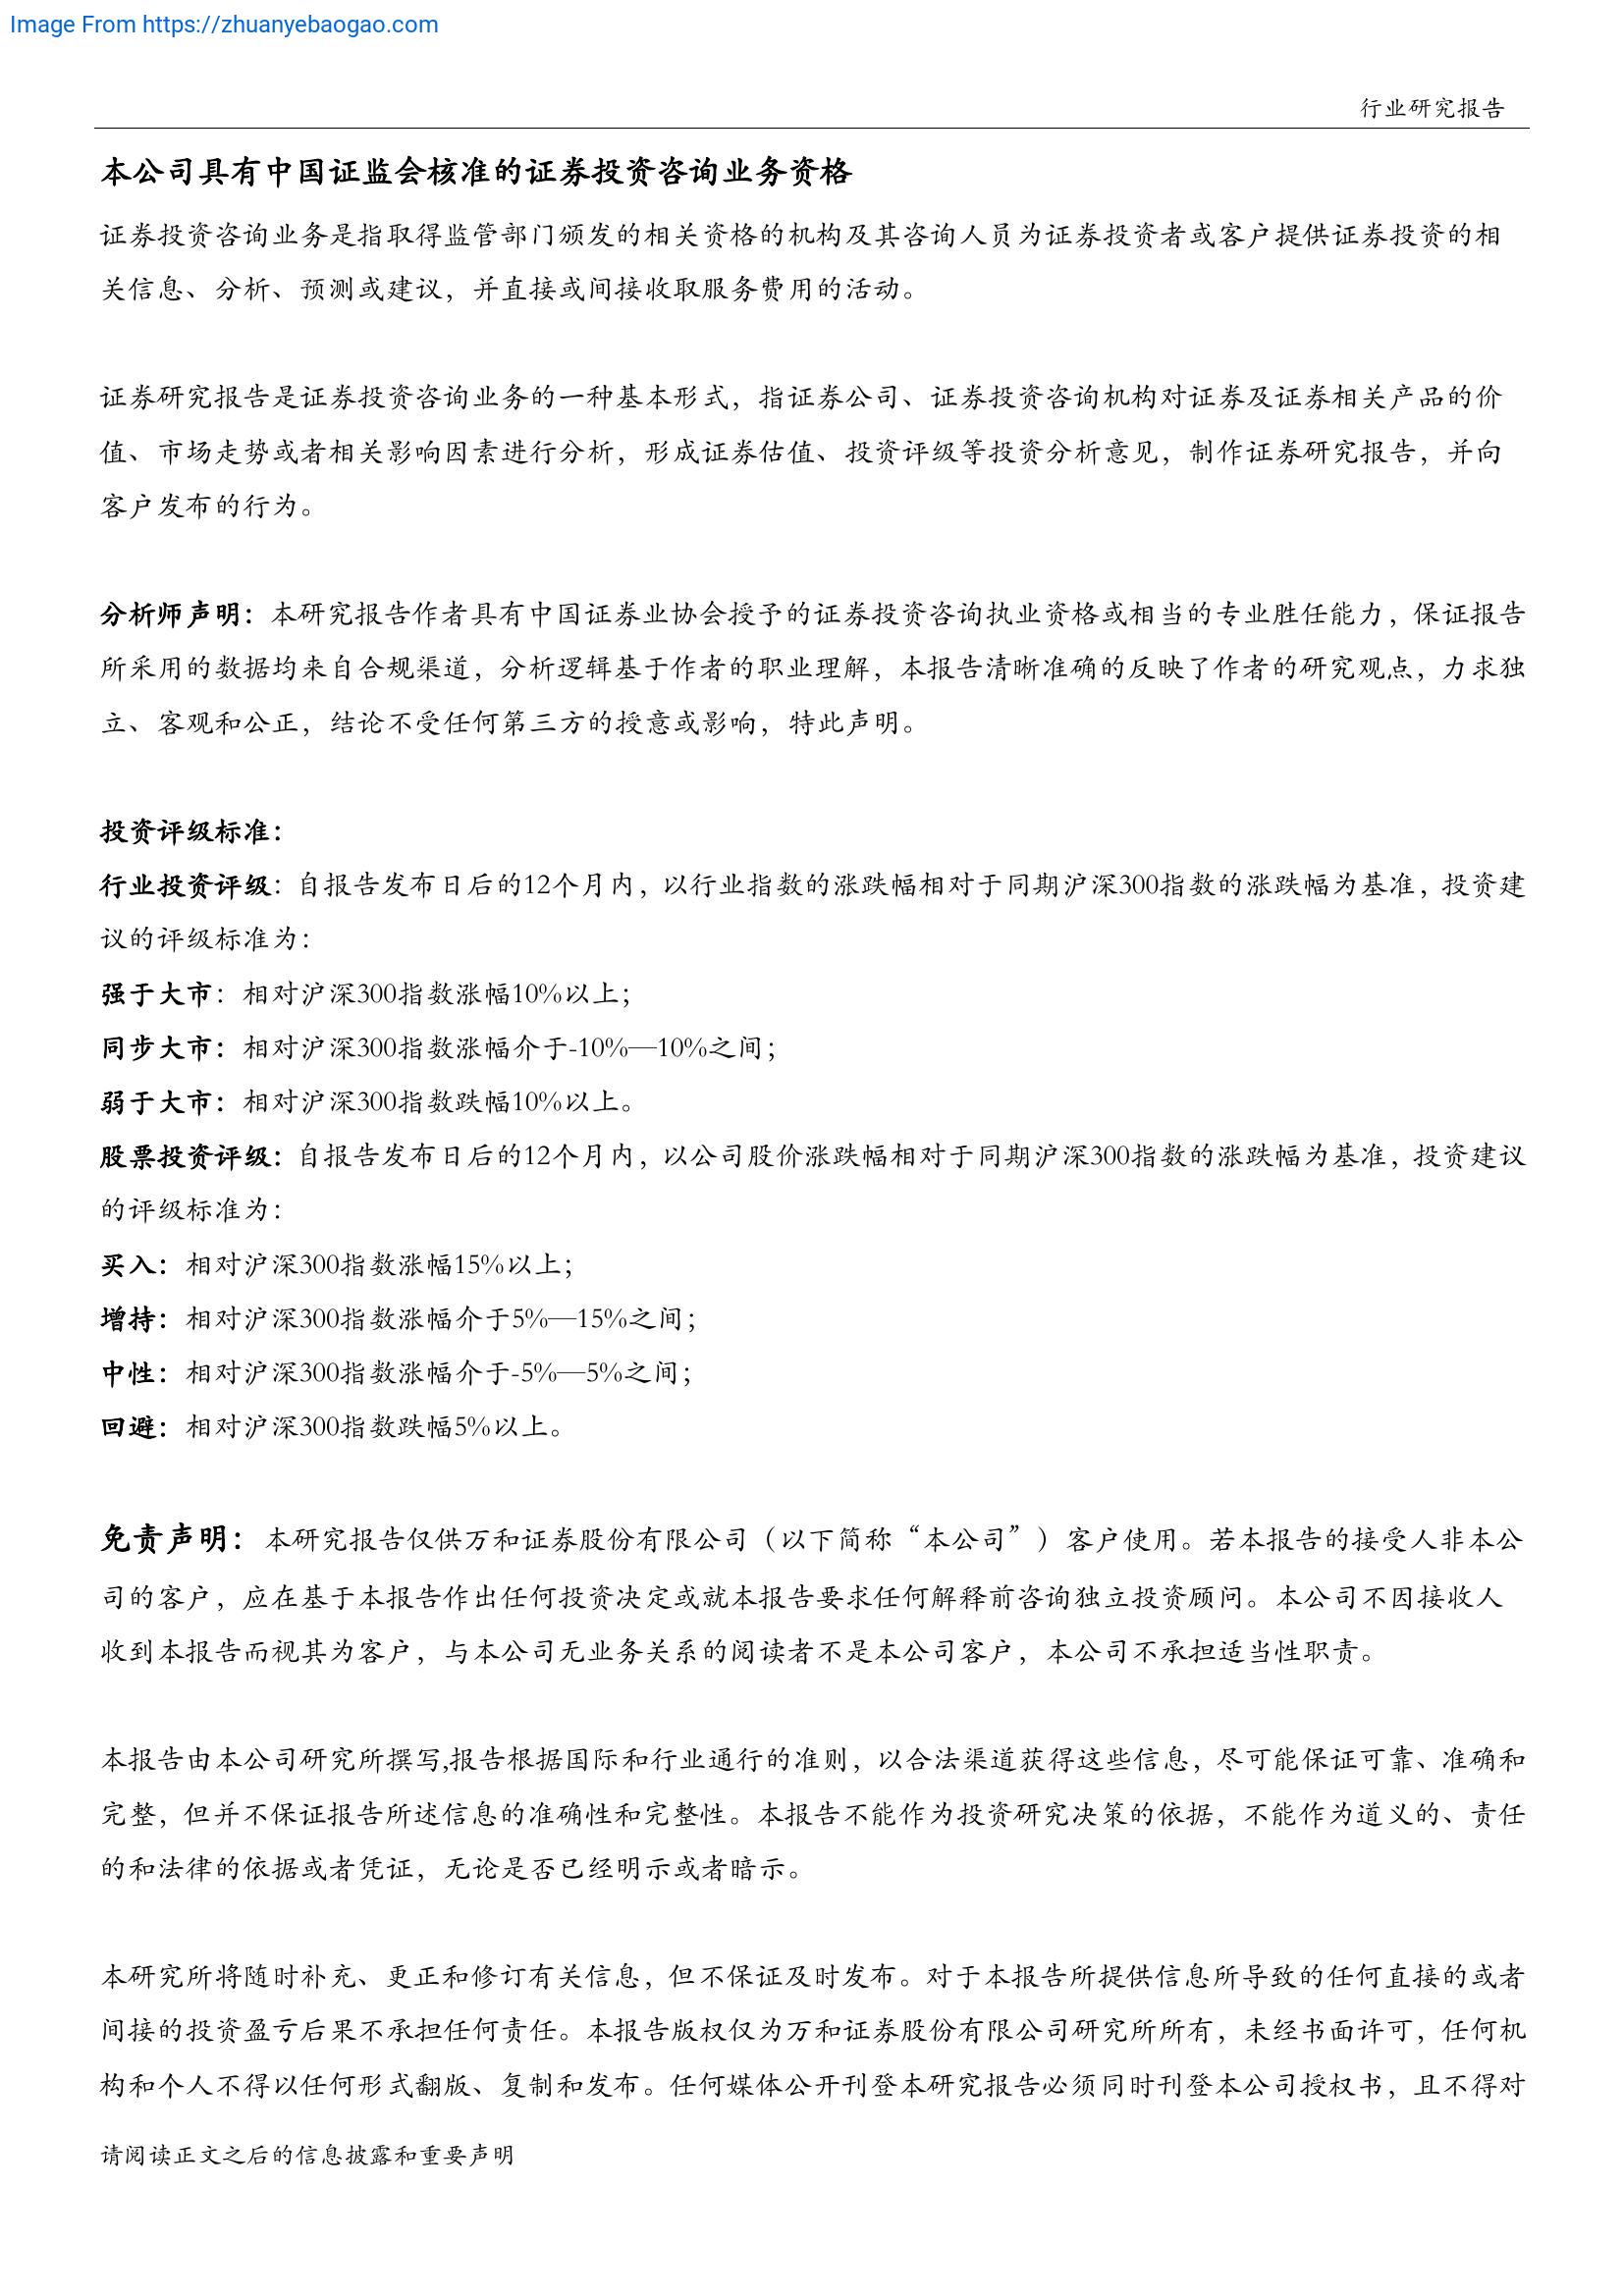 Image From https://zhuanyebaogao.com
行业研究报告
本公司具有中国证监会核准的证券投资咨询业务资格
证券投资咨询业务是指取得监管部门颁发的相关资格的机构及其咨询人员为证券投资者或客户提供证券投资的相
关信息、分析、预测或建议，并直接或间接收取服务费用的活动。
证券研究报告是证券投资咨询业务的一种基本形式，指证券公司、证券投资咨询机构对证券及证券相关产品的价
值、市场走势或者相关影响因素进行分析，形成证券估值、投资评级等投资分析意见，制作证券研究报告，并向
客户发布的行为。
分析师声明：本研究报告作者具有中国证券业协会授予的证券投资咨询执业资格或相当的专业胜任能力，保证报告
所采用的数据均来自合规渠道，分析逻辑基于作者的职业理解，本报告清晰准确的反映了作者的研究观点，力求独
立、客观和公正，结论不受任何第三方的授意或影响，特此声明。
投资评级标准：
行业投资评级：自报告发布日后的12个月内，以行业指数的涨跌幅相对于同期沪深300指数的涨跌幅为基准，投资建
议的评级标准为：
强于大市：相对沪深300指数涨幅10%以上；
同步大市：相对沪深300指数涨幅介于-10%—10%之间；
弱于大市：相对沪深300指数跌幅10%以上。
股票投资评级：自报告发布日后的12个月内，以公司股价涨跌幅相对于同期沪深300指数的涨跌幅为基准，投资建议
的评级标准为：
买入：相对沪深300指数涨幅15%以上；
增持：相对沪深300指数涨幅介于5%—15%之间；
中性：相对沪深300指数涨幅介于-5%—5%之间；
回避：相对沪深300指数跌幅5%以上。
免责声明：本研究报告仅供万和证券股份有限公司（以下简称“本公司”）客户使用。若本报告的接受人非本公
司的客户，应在基于本报告作出任何投资决定或就本报告要求任何解释前咨询独立投资顾问。本公司不因接收人
收到本报告而视其为客户，与本公司无业务关系的阅读者不是本公司客户，本公司不承担适当性职责。
本报告由本公司研究所撰写,报告根据国际和行业通行的准则，以合法渠道获得这些信息，尽可能保证可靠、准确和
完整，但并不保证报告所述信息的准确性和完整性。本报告不能作为投资研究决策的依据，不能作为道义的、责任
的和法律的依据或者凭证，无论是否已经明示或者暗示。
本研究所将随时补充、更正和修订有关信息，但不保证及时发布。对于本报告所提供信息所导致的任何直接的或者
间接的投资盈亏后果不承担任何责任。本报告版权仅为万和证券股份有限公司研究所所有，未经书面许可，任何机
构和个人不得以任何形式翻版、复制和发布。任何媒体公开刊登本研究报告必须同时刊登本公司授权书，且不得对
请阅读正文之后的信息披露和重要声明